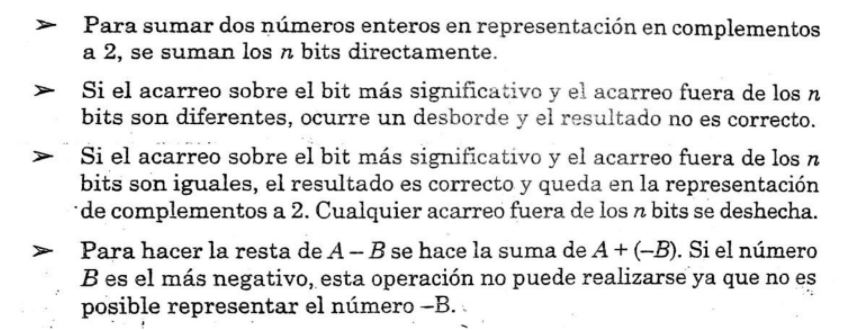 ➢ Para sumar dos números enteros en representación en complementos
a 2, se suman los n bits directamente.
➢ Si el acarreo sobre el bit más significativo y el acarreo fuera de los n
bits son diferentes, ocurre un desborde y el resultado no es correcto.
➢ Si el acarreo sobre el bit más significativo y el acarreo fuera de los n
bits son iguales, el resultado es correcto y queda en la representación
de complementos a 2. Cualquier acarreo fuera de los n bits se deshecha.
➢ Para hacer la resta de A – B se hace la suma de A + (–B). Si el número
B es el más negativo, esta operación no puede realizarse ya que no es
posible representar el número –B.